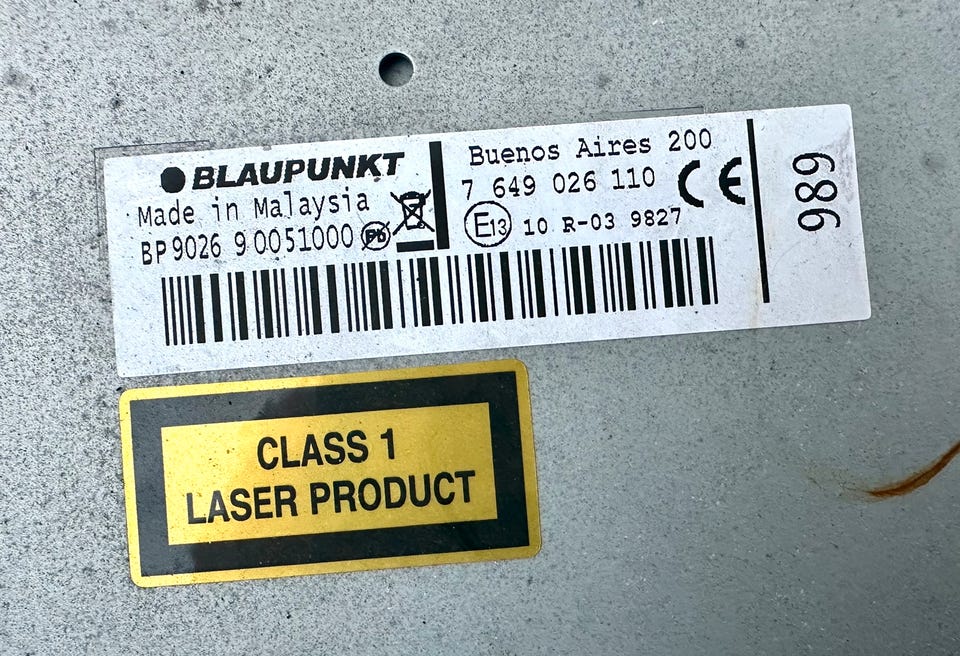 BLAUPUNKT
Made in Malaysia
BP9026 90051000 Pb
Buenos Aires 200
7 649 026 110 CE
E13 10 R-03 9827
989
CLASS 1
LASER PRODUCT